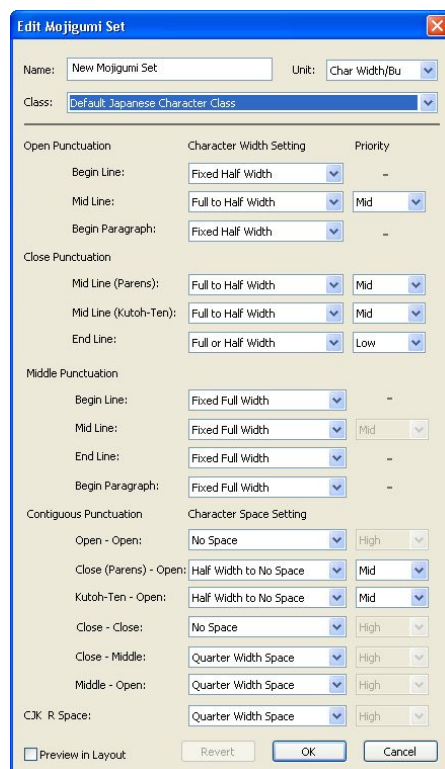 Edit Mojigumi Set
Name: New Mojigumi Set Unit: Char Width/Bu
Class: Default Japanese Character Class
Open Punctuation Character Width Setting Priority
Begin Line: Fixed Half Width -
Mid Line: Full to Half Width Mid
Begin Paragraph: Fixed Half Width -
Close Punctuation
Mid Line (Parens): Full to Half Width Mid
Mid Line (Kutoh-Ten): Full to Half Width Mid
End Line: Full or Half Width Low
Middle Punctuation
Begin Line: Fixed Full Width -
Mid Line: Fixed Full Width Mid
End Line: Fixed Full Width -
Begin Paragraph: Fixed Full Width -
Contiguous Punctuation Character Space Setting
Open - Open: No Space High
Close (Parens) - Open: Half Width to No Space Mid
Kutoh-Ten - Open: Half Width to No Space Mid
Close - Close: No Space High
Close - Middle: Quarter Width Space High
Middle - Open: Quarter Width Space High
CJK R Space: Quarter Width Space High
Preview in Layout Revert OK Cancel